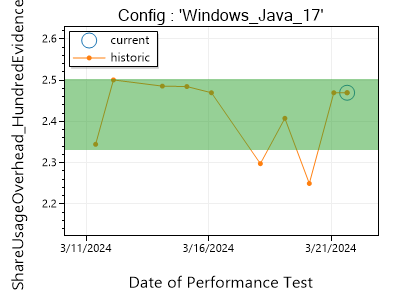 Config : 'Windows_Java_17'
ShareUsageOverhead_HundredEvidence
current
historic
2.6
2.5
2.4
2.3
2.2
3/11/2024
3/16/2024
3/21/2024
Date of Performance Test